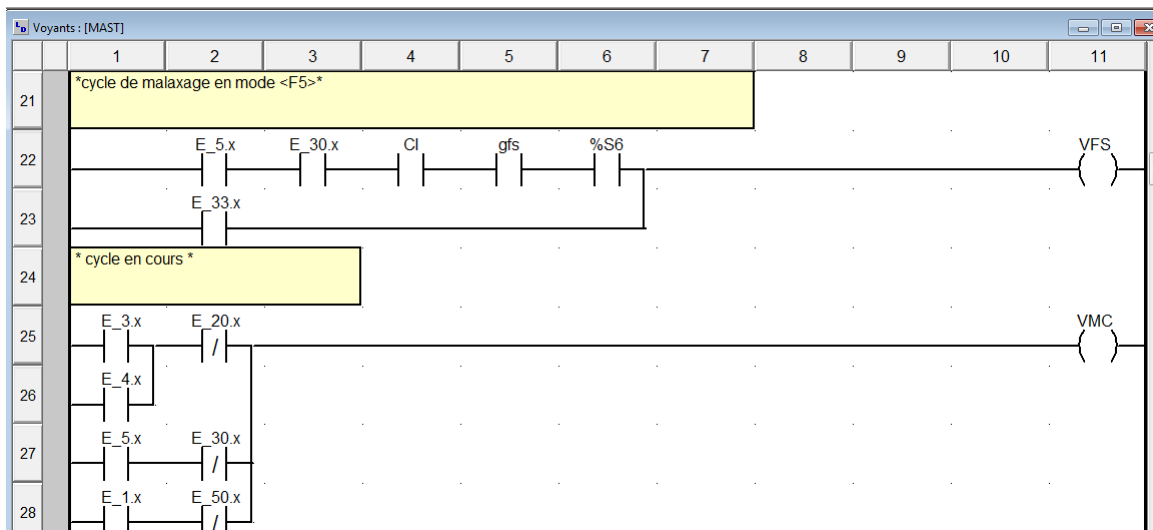 Voyants : [MAST]
1 2 3 4 5 6 7 8 9 10 11
21 *cycle de malaxage en mode <F5>*
E_5.x E_30.x CI gfs %S6 VFS
22
E_33.x
23
24 * cycle en cours *
E_3.x E_20.x VMC
25 /
E_4.x
26
E_5.x E_30.x
27 /
E_1.x E_50.x
28 /